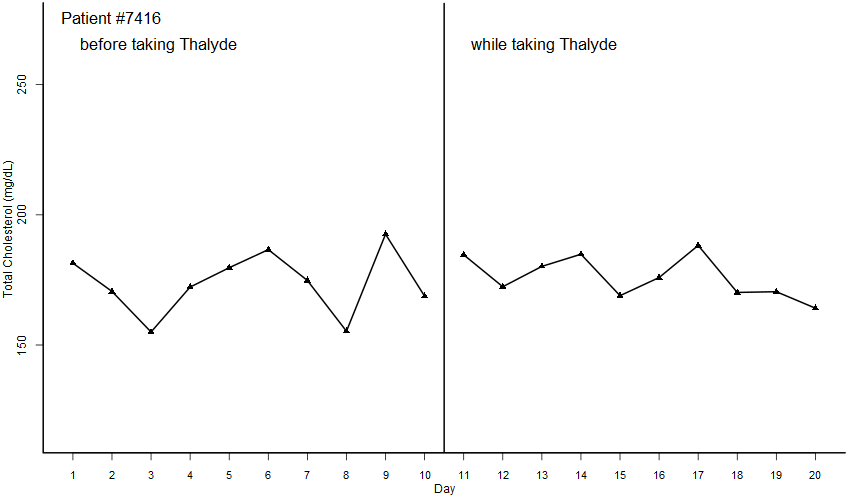 Patient #7416
before taking Thalyde
while taking Thalyde
Total Cholesterol (mg/dL)
250
200
150
1 2 3 4 5 6 7 8 9 10 11 12 13 14 15 16 17 18 19 20
Day